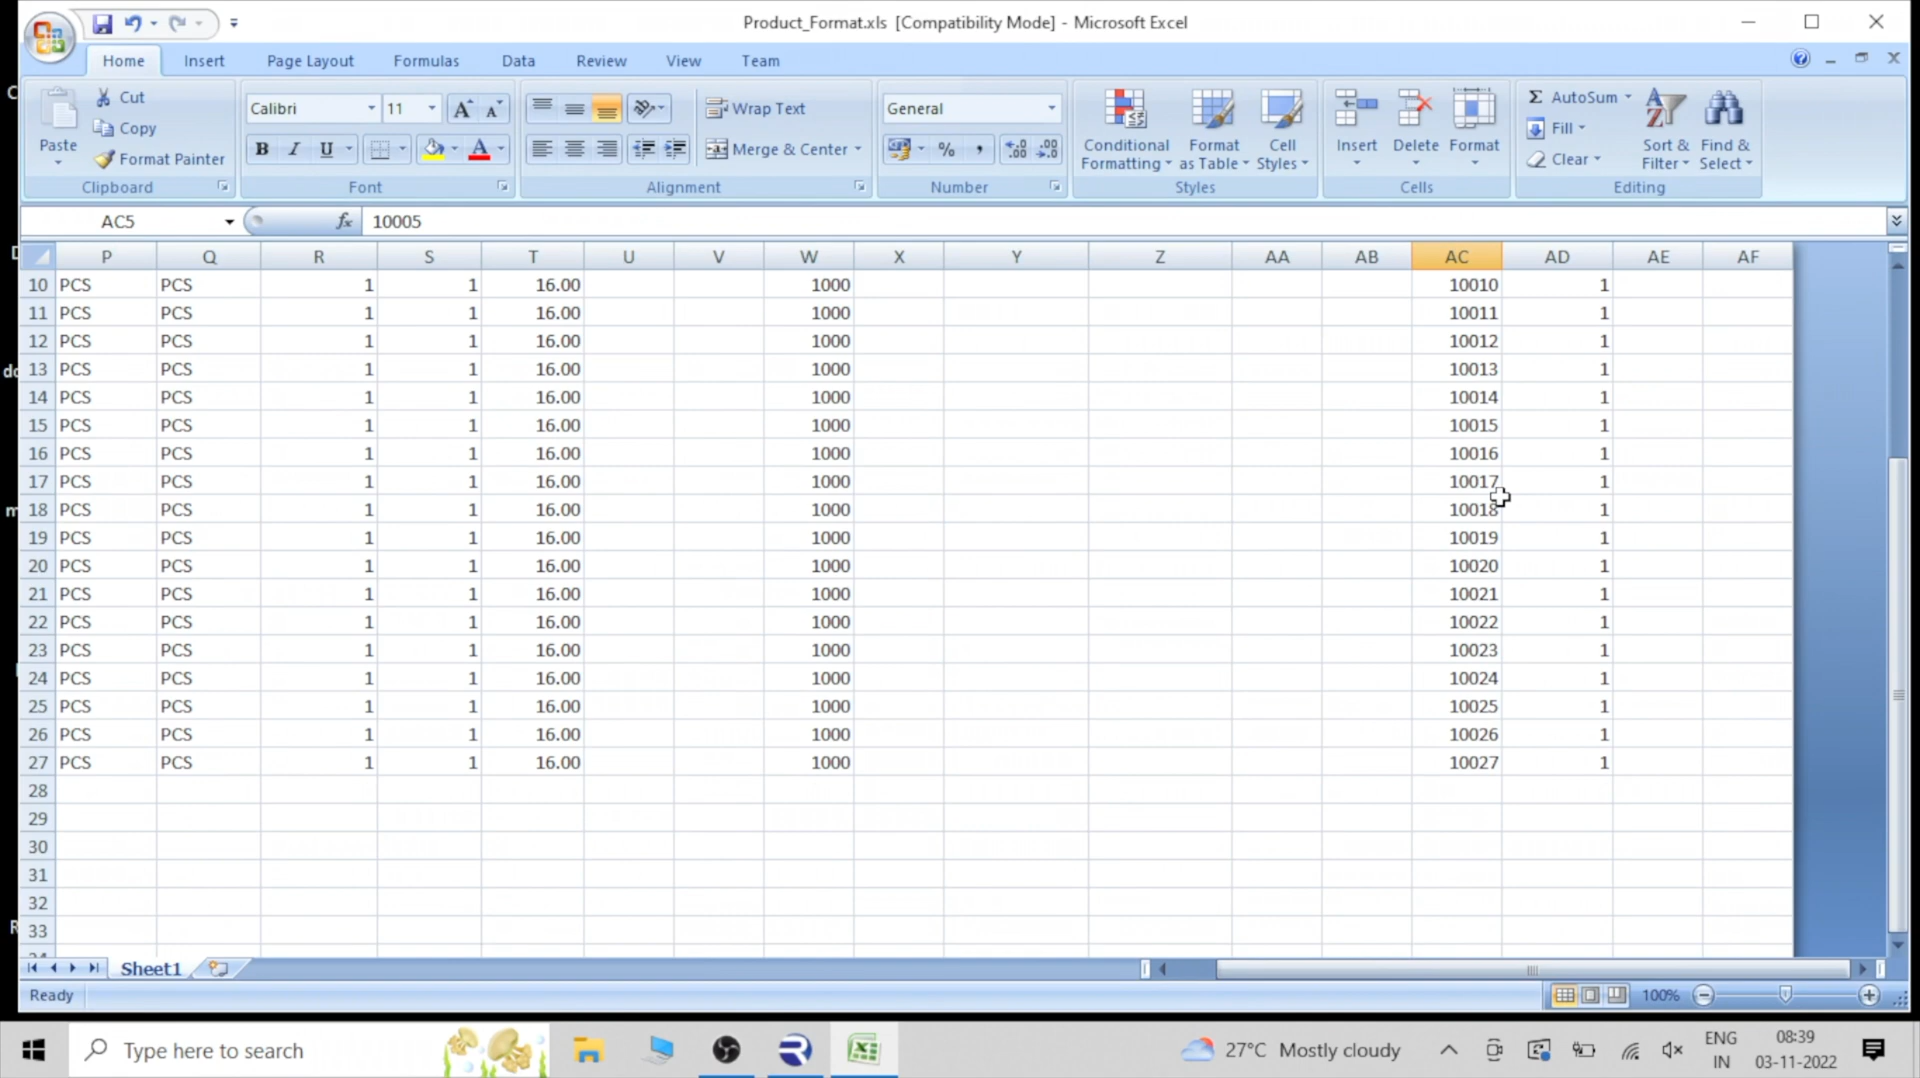 Product_Format.xls [Compatibility Mode] - Microsoft Excel
Home Insert Page Layout Formulas Data Review View Team
Paste
Cut
Copy
Format Painter
Clipboard
Calibri 11
B I U
Font
Wrap Text
Merge & Center
Alignment
General
Number
Conditional Formatting
Format as Table
Cell Styles
Styles
Insert
Delete
Format
Cells
Σ AutoSum
Fill
Clear
Sort & Filter
Find & Select
Editing
AC5 fx 10005
P Q R S T U V W X Y Z AA AB AC AD AE AF
10 PCS PCS 1 1 16.00 1000 10010 1
11 PCS PCS 1 1 16.00 1000 10011 1
12 PCS PCS 1 1 16.00 1000 10012 1
13 PCS PCS 1 1 16.00 1000 10013 1
14 PCS PCS 1 1 16.00 1000 10014 1
15 PCS PCS 1 1 16.00 1000 10015 1
16 PCS PCS 1 1 16.00 1000 10016 1
17 PCS PCS 1 1 16.00 1000 10017 1
18 PCS PCS 1 1 16.00 1000 10018 1
19 PCS PCS 1 1 16.00 1000 10019 1
20 PCS PCS 1 1 16.00 1000 10020 1
21 PCS PCS 1 1 16.00 1000 10021 1
22 PCS PCS 1 1 16.00 1000 10022 1
23 PCS PCS 1 1 16.00 1000 10023 1
24 PCS PCS 1 1 16.00 1000 10024 1
25 PCS PCS 1 1 16.00 1000 10025 1
26 PCS PCS 1 1 16.00 1000 10026 1
27 PCS PCS 1 1 16.00 1000 10027 1
28
29
30
31
32
33
Sheet1
Ready 100%
Type here to search
27°C Mostly cloudy
ENG
IN
08:39
03-11-2022